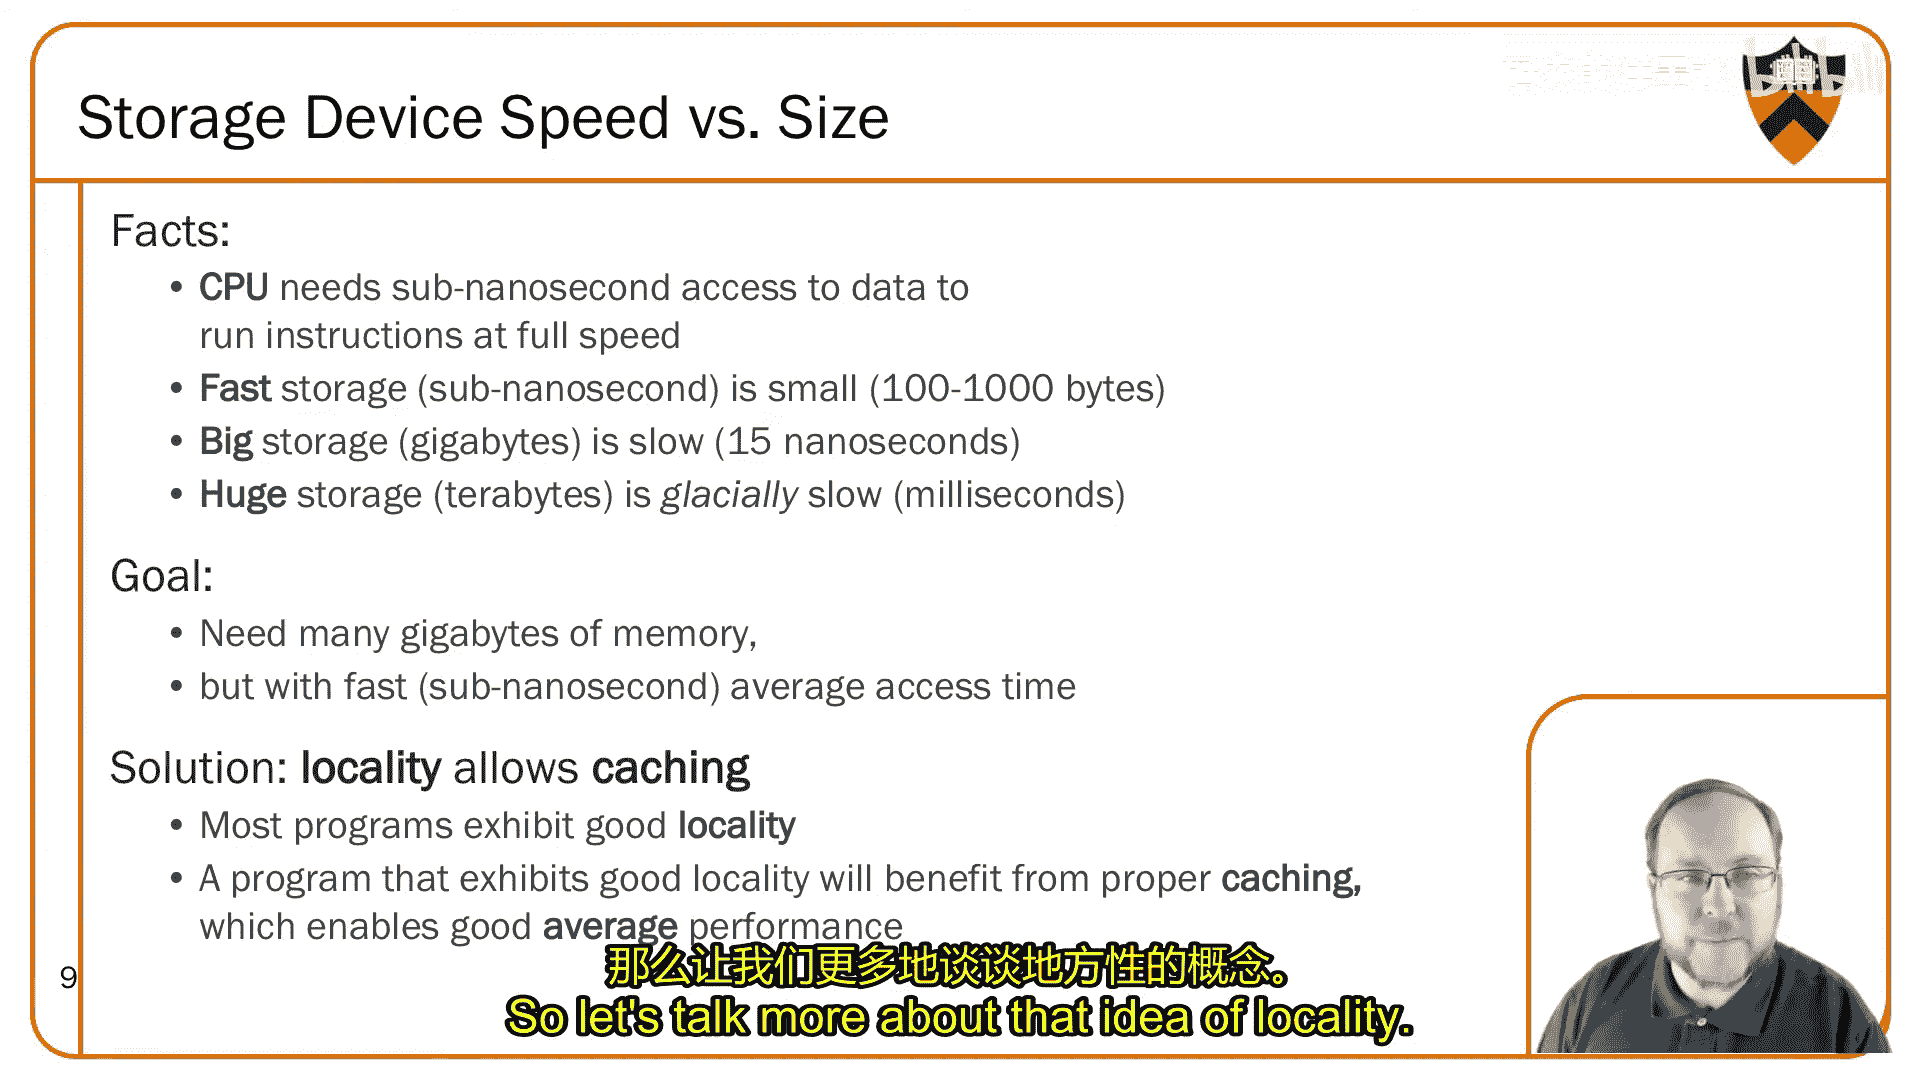 Storage Device Speed vs. Size
Facts:
• CPU needs sub-nanosecond access to data to
run instructions at full speed
• Fast storage (sub-nanosecond) is small (100-1000 bytes)
• Big storage (gigabytes) is slow (15 nanoseconds)
• Huge storage (terabytes) is glacially slow (milliseconds)
Goal:
• Need many gigabytes of memory,
• but with fast (sub-nanosecond) average access time
Solution: locality allows caching
• Most programs exhibit good locality
• A program that exhibits good locality will benefit from proper caching,
which enables good average performance
9
那么让我们更多地谈谈地方性的概念。
So let's talk more about that idea of locality.